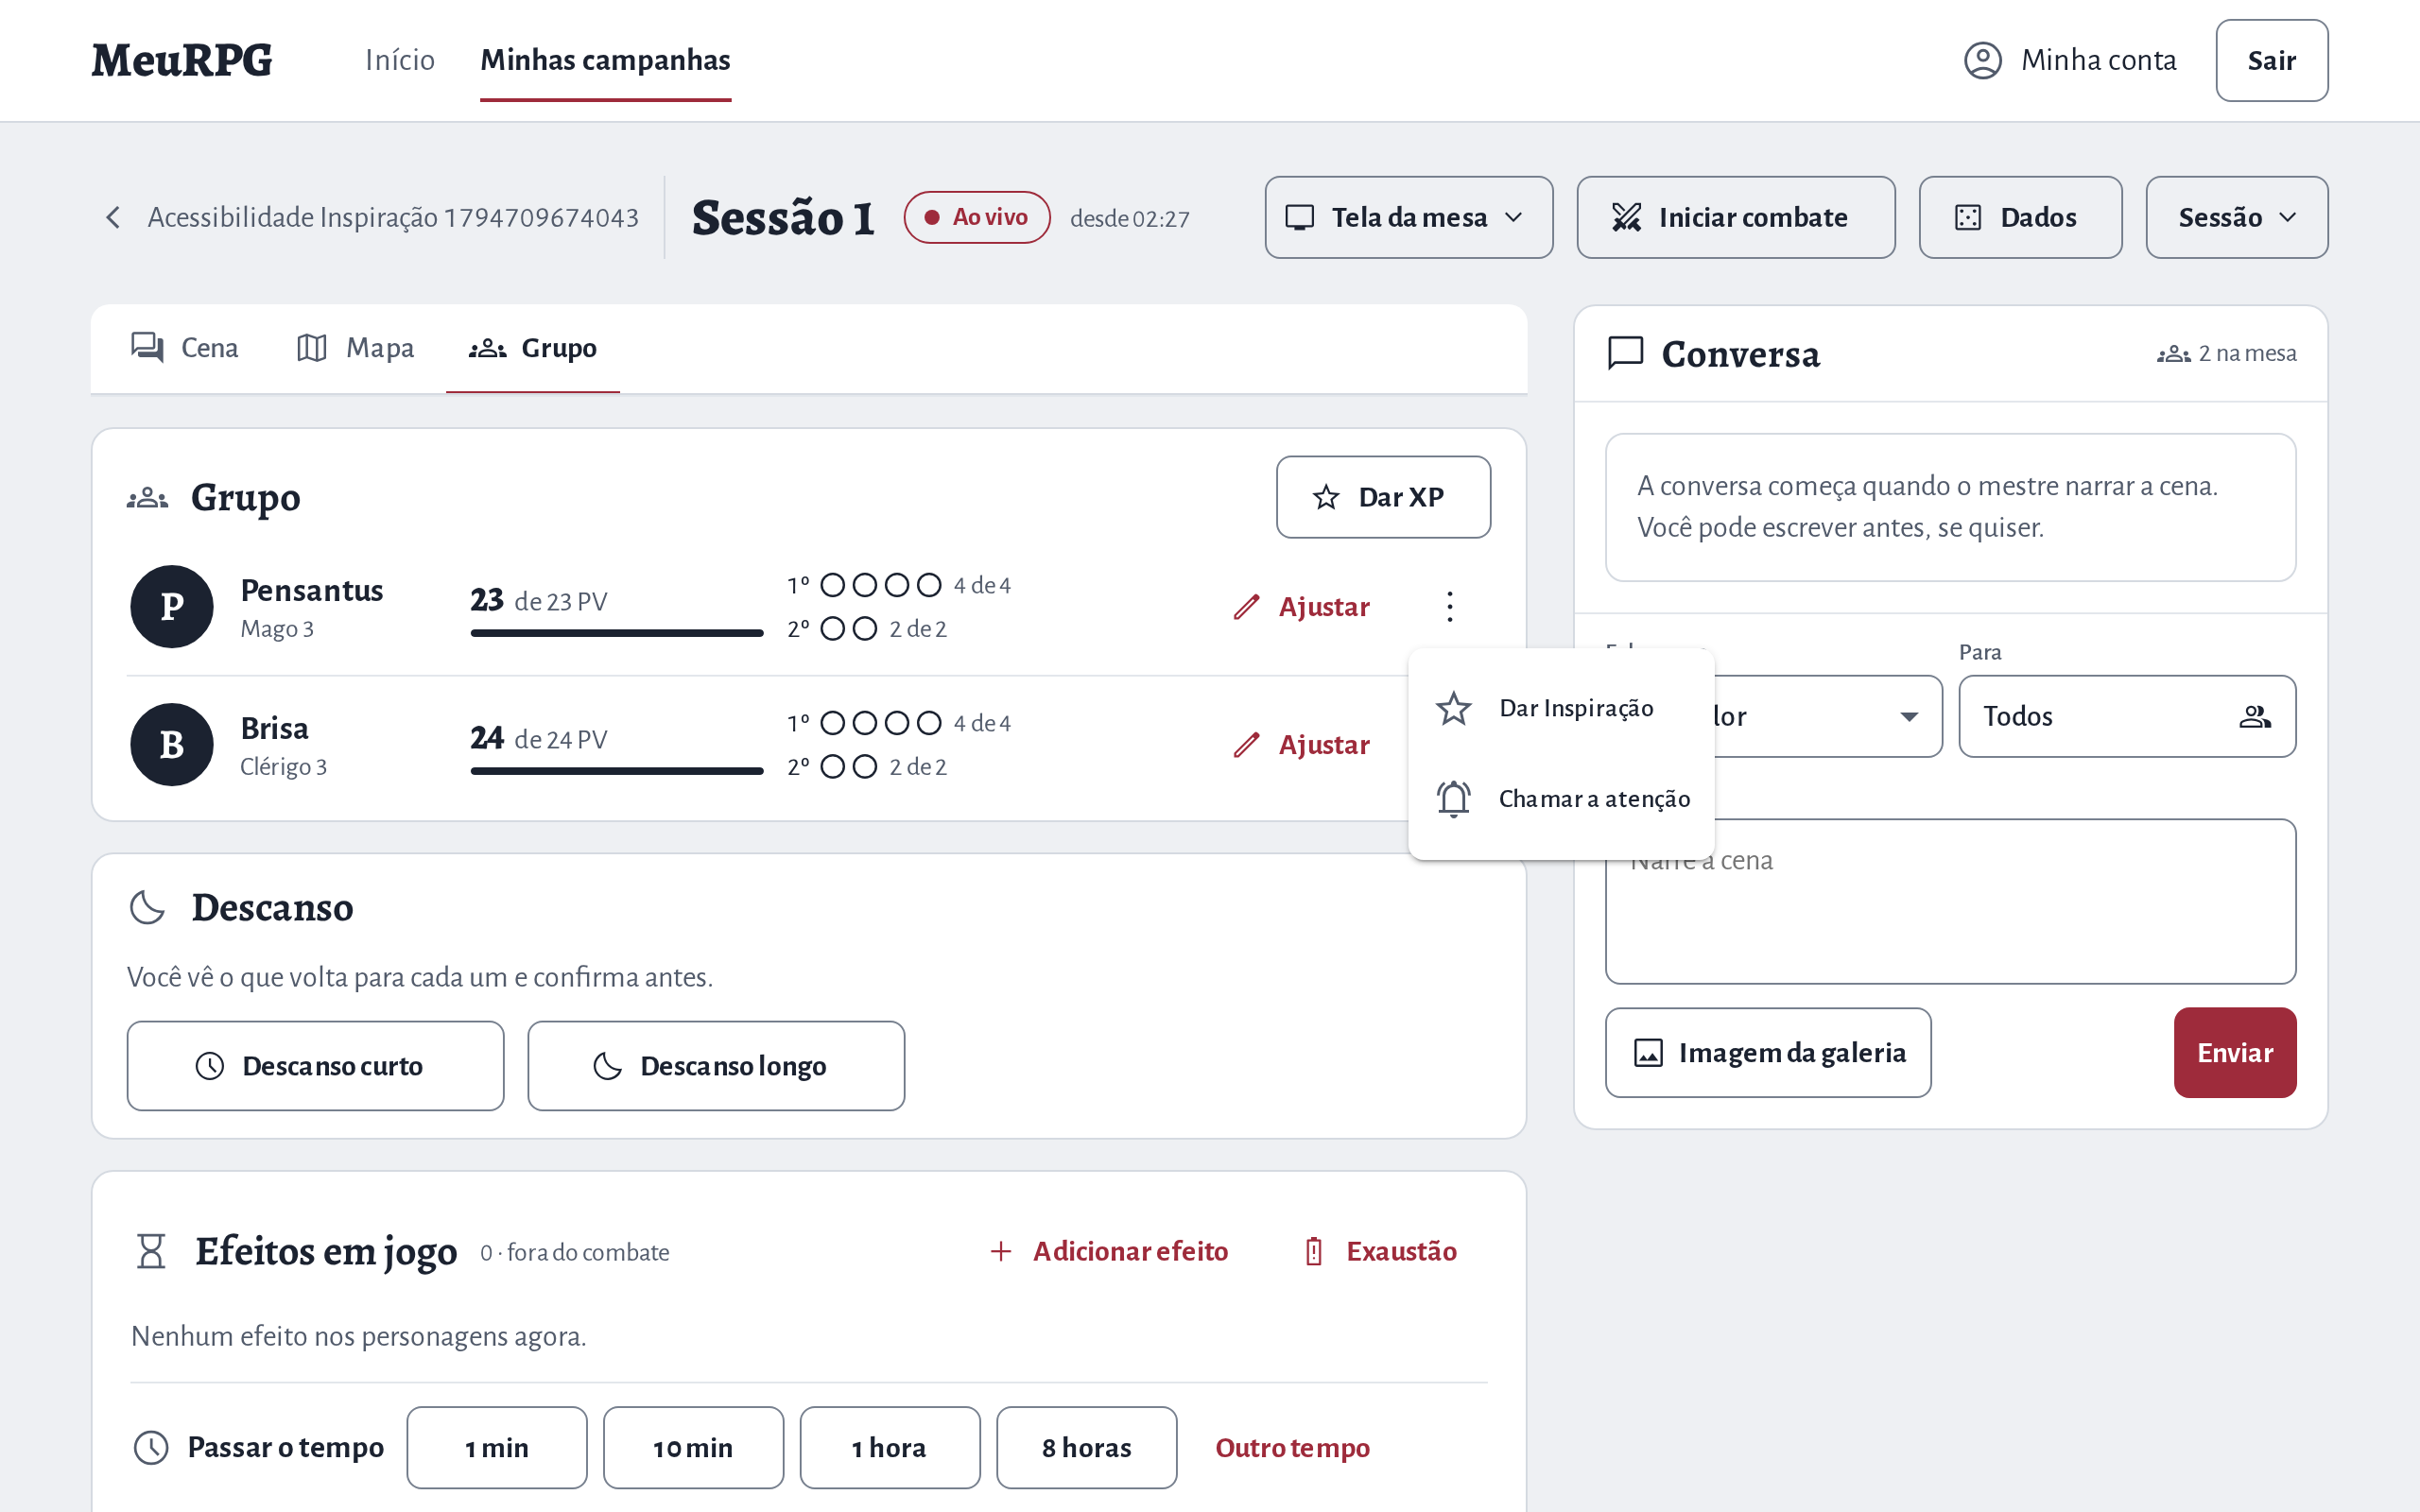 MeuRPG
Início
Minhas campanhas
Minha conta
Sair
Acessibilidade Inspiração 1794709674043
Sessão 1
Ao vivo
desde 02:27
Tela da mesa
Iniciar combate
Dados
Sessão
Cena
Mapa
Grupo
Grupo
Dar XP
P
Pensantus
Mago 3
23 de 23 PV
1º 4 de 4
2º 2 de 2
Ajustar
B
Brisa
Clérigo 3
24 de 24 PV
1º 4 de 4
2º 2 de 2
Ajustar
Dar Inspiração
Chamar a atenção
Descanso
Você vê o que volta para cada um e confirma antes.
Descanso curto
Descanso longo
Efeitos em jogo
0 · fora do combate
Adicionar efeito
Exaustão
Nenhum efeito nos personagens agora.
Passar o tempo
1 min
10 min
1 hora
8 horas
Outro tempo
Conversa
2 na mesa
A conversa começa quando o mestre narrar a cena.
Você pode escrever antes, se quiser.
Para
Todos
Narre a cena
Imagem da galeria
Enviar